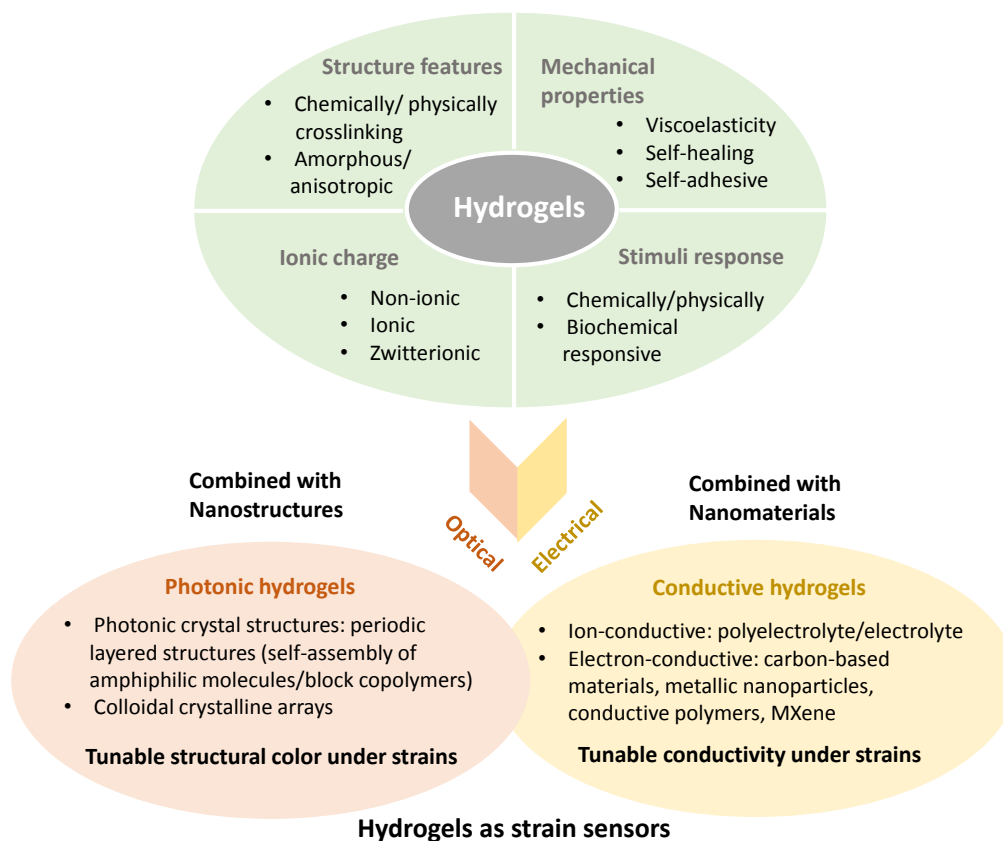 Structure features
• Chemically/ physically
crosslinking
• Amorphous/
anisotropic
Mechanical
properties
• Viscoelasticity
• Self-healing
• Self-adhesive
Hydrogels
Ionic charge
• Non-ionic
• Ionic
• Zwitterionic
Stimuli response
• Chemically/physically
• Biochemical
responsive
Combined with
Nanostructures
Optical
Electrical
Combined with
Nanomaterials
Photonic hydrogels
• Photonic crystal structures: periodic
layered structures (self-assembly of
amphiphilic molecules/block copolymers)
• Colloidal crystalline arrays
Tunable structural color under strains
Conductive hydrogels
• Ion-conductive: polyelectrolyte/electrolyte
• Electron-conductive: carbon-based
materials, metallic nanoparticles,
conductive polymers, MXene
Tunable conductivity under strains
Hydrogels as strain sensors